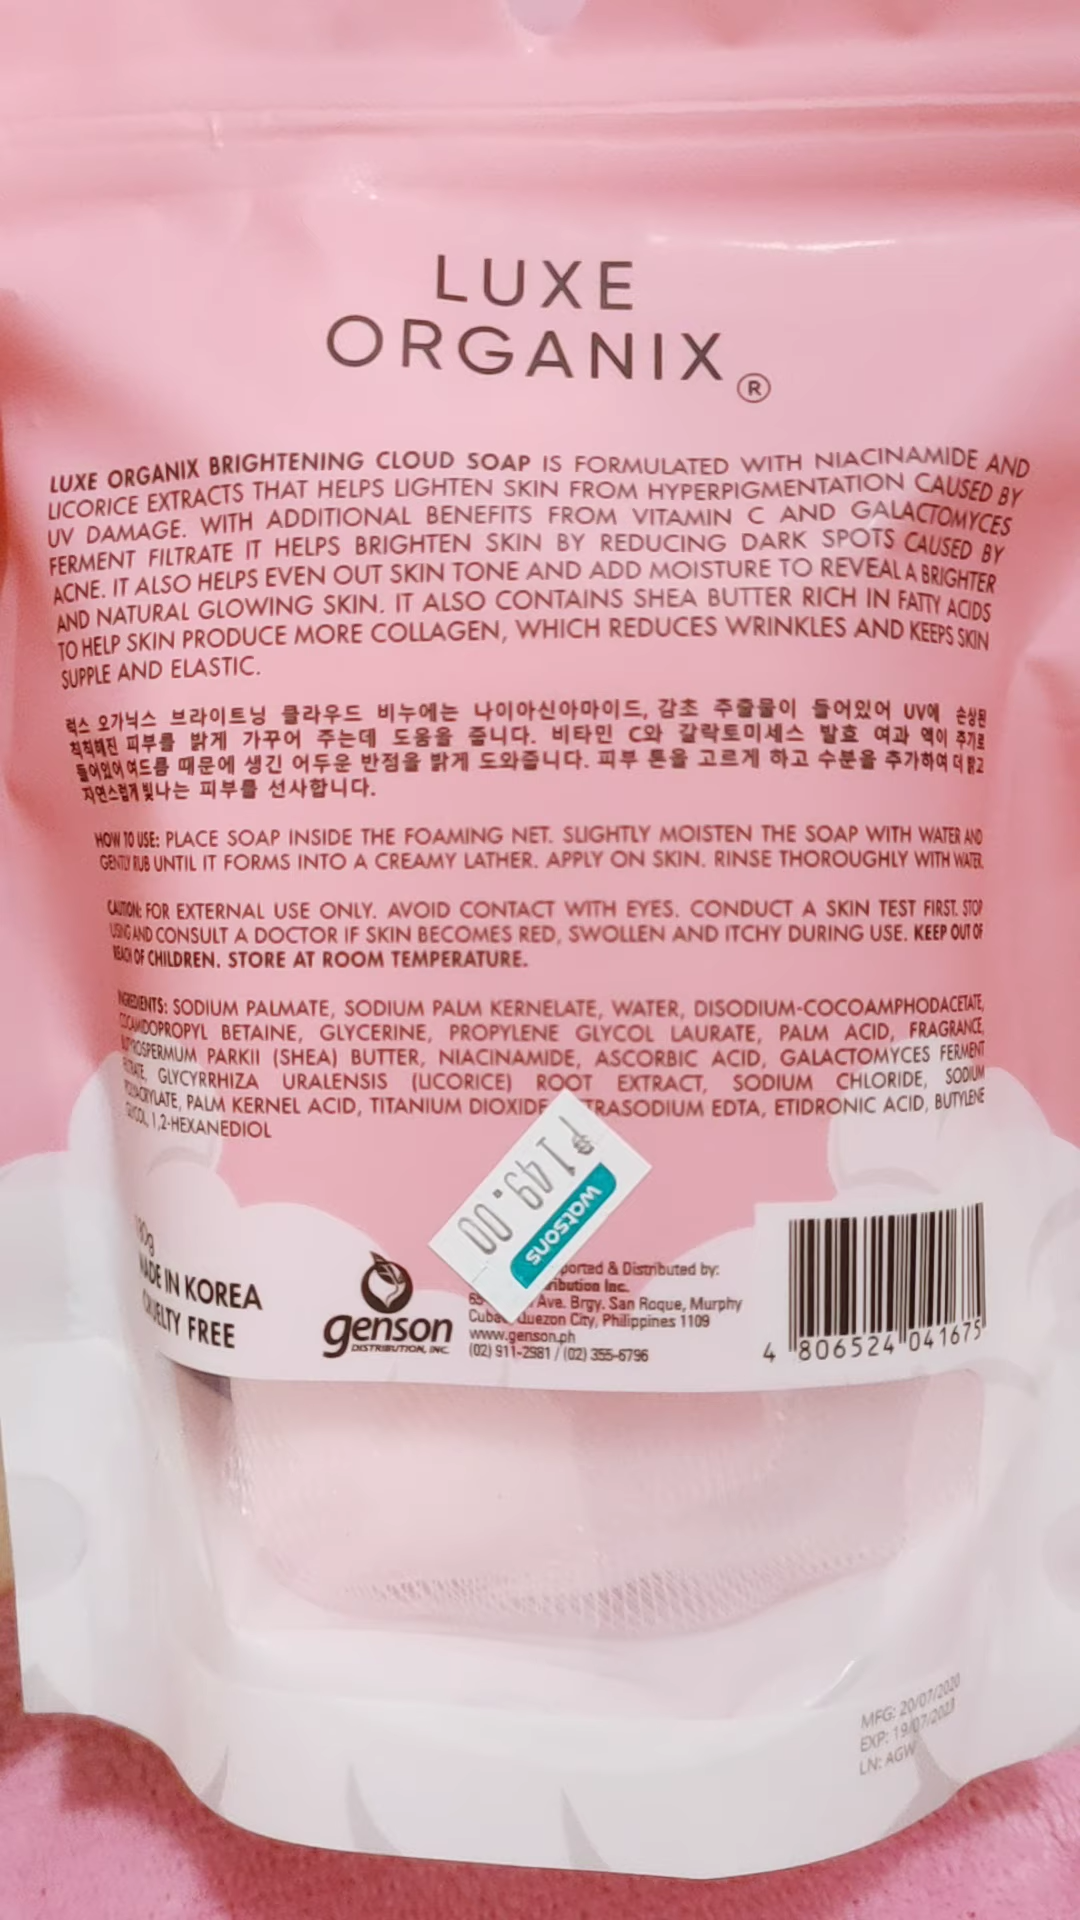 LUXE
ORGANIX®
LUXE ORGANIX BRIGHTENING CLOUD SOAP IS FORMULATED WITH NIACINAMIDE AND
LICORICE EXTRACTS THAT HELPS LIGHTEN SKIN FROM HYPERPIGMENTATION CAUSED BY
UV DAMAGE. WITH ADDITIONAL BENEFITS FROM VITAMIN C AND GALACTOMYCES
FERMENT FILTRATE IT HELPS BRIGHTEN SKIN BY REDUCING DARK SPOTS CAUSED BY
ACNE. IT ALSO HELPS EVEN OUT SKIN TONE AND ADD MOISTURE TO REVEAL A BRIGHTER
AND NATURAL GLOWING SKIN. IT ALSO CONTAINS SHEA BUTTER RICH IN FATTY ACIDS
TO HELP SKIN PRODUCE MORE COLLAGEN, WHICH REDUCES WRINKLES AND KEEPS SKIN
SUPPLE AND ELASTIC.
럭스 오가닉스 브라이트닝 클라우드 비누에는 나이아신아마이드, 감초 추출물이 들어있어 UV에 손상된
칙칙해진 피부를 밝게 가꾸어 주는데 도움을 줍니다. 비타민 C와 갈락토미세스 발효 여과 액이 추가로
들어있어 여드름 때문에 생긴 어두운 반점을 밝게 도와줍니다. 피부 톤을 고르게 하고 수분을 추가하여 더 밝고
자연스럽게 빛나는 피부를 선사합니다.
HOW TO USE: PLACE SOAP INSIDE THE FOAMING NET. SLIGHTLY MOISTEN THE SOAP WITH WATER AND
GENTLY RUB UNTIL IT FORMS INTO A CREAMY LATHER. APPLY ON SKIN. RINSE THOROUGHLY WITH WATER.
CAUTION: FOR EXTERNAL USE ONLY. AVOID CONTACT WITH EYES. CONDUCT A SKIN TEST FIRST. STOP
USING AND CONSULT A DOCTOR IF SKIN BECOMES RED, SWOLLEN AND ITCHY DURING USE. KEEP OUT OF
REACH OF CHILDREN. STORE AT ROOM TEMPERATURE.
INGREDIENTS: SODIUM PALMATE, SODIUM PALM KERNELATE, WATER, DISODIUM-COCOAMPHODACETATE,
COCAMIDOPROPYL BETAINE, GLYCERINE, PROPYLENE GLYCOL LAURATE, PALM ACID, FRAGRANCE,
BUTYROSPERMUM PARKII (SHEA) BUTTER, NIACINAMIDE, ASCORBIC ACID, GALACTOMYCES FERMENT
FILTRATE, GLYCYRRHIZA URALENSIS (LICORICE) ROOT EXTRACT, SODIUM CHLORIDE, SODIUM
POLYACRYLATE, PALM KERNEL ACID, TITANIUM DIOXIDE TRASODIUM EDTA, ETIDRONIC ACID, BUTYLENE
GLYCOL, 1,2-HEXANEDIOL
₱149.00
watsons
MADE IN KOREA
CRUELTY FREE
genson
DISTRIBUTION, INC.
ported & Distributed by:
ribution Inc.
65 Ave. Brgy. San Roque, Murphy
Quezon City, Philippines 1109
www.genson.ph
(02) 911-2981 / (02) 355-6796
4 806524 041675
MFG: 20/07/2020
EXP: 19/07/2023
LN: AGW